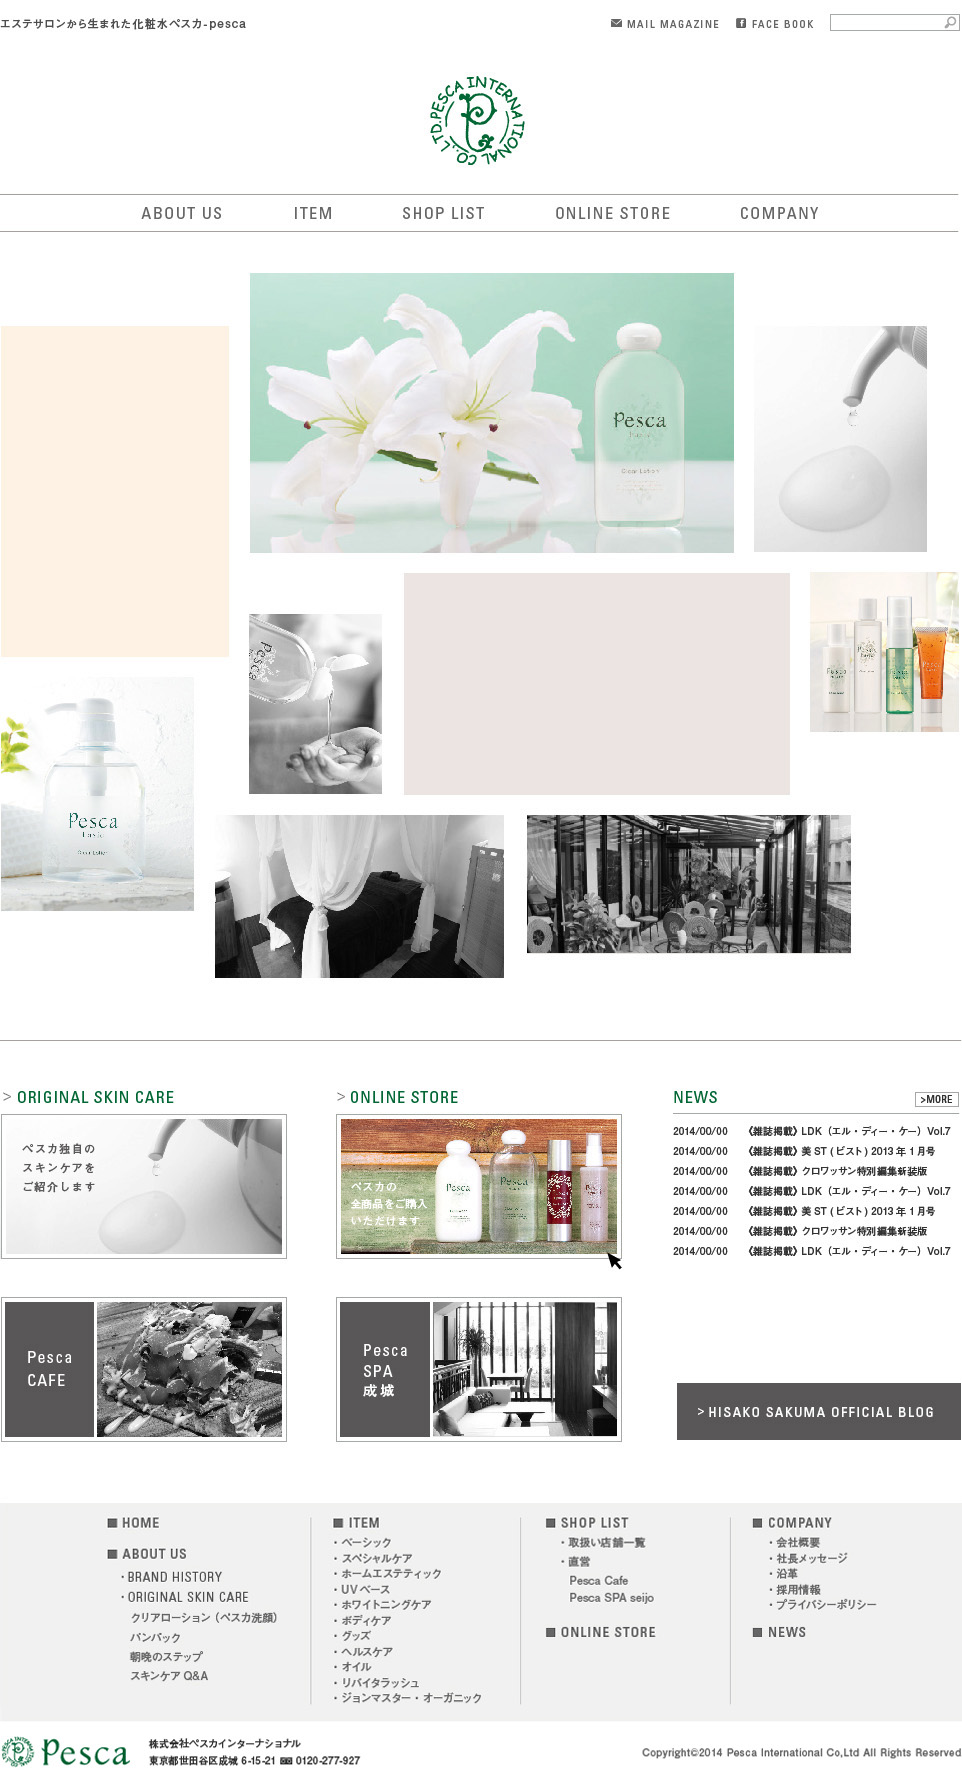 エステサロンから生まれた化粧水ペスカ-pesca
MAIL MAGAZINE
FACE BOOK
PESCA INTERNATIONAL CO.,LTD.
ABOUT US
ITEM
SHOP LIST
ONLINE STORE
COMPANY
Pesca
Clear Lotion
Pesca
Pesca
Pesca
Pesca
Pesca
Pesca
basic
Clear Lotion
> ORIGINAL SKIN CARE
ペスカ独自の
スキンケアを
ご紹介します
> ONLINE STORE
ペスカの
全商品をご購入
いただけます
NEWS
>MORE
2014/00/00 《雑誌掲載》 LDK（エル・ディー・ケー）Vol.7
2014/00/00 《雑誌掲載》 美 ST ( ビスト ) 2013 年 1 月号
2014/00/00 《雑誌掲載》 クロワッサン特別編集新装版
2014/00/00 《雑誌掲載》 LDK（エル・ディー・ケー）Vol.7
2014/00/00 《雑誌掲載》 美 ST ( ビスト ) 2013 年 1 月号
2014/00/00 《雑誌掲載》 クロワッサン特別編集新装版
2014/00/00 《雑誌掲載》 LDK（エル・ディー・ケー）Vol.7
Pesca
CAFE
Pesca
SPA
成城
> HISAKO SAKUMA OFFICIAL BLOG
■ HOME
■ ABOUT US
・BRAND HISTORY
・ORIGINAL SKIN CARE
クリアローション（ペスカ洗顔）
パンパック
朝晩のステップ
スキンケア Q&A
■ ITEM
・ベーシック
・スペシャルケア
・ホームエステティック
・UV ベース
・ホワイトニングケア
・ボディケア
・グッズ
・ヘルスケア
・オイル
・リバイタラッシュ
・ジョンマスター・オーガニック
■ SHOP LIST
・取扱い店舗一覧
・直営
Pesca Cafe
Pesca SPA seijo
■ ONLINE STORE
■ COMPANY
・会社概要
・社長メッセージ
・沿革
・採用情報
・プライバシーポリシー
■ NEWS
Pesca
株式会社ペスカインターナショナル
東京都世田谷区成城 6-15-21 0120-277-927
Copyright©2014 Pesca International Co,Ltd All Rights Reserved